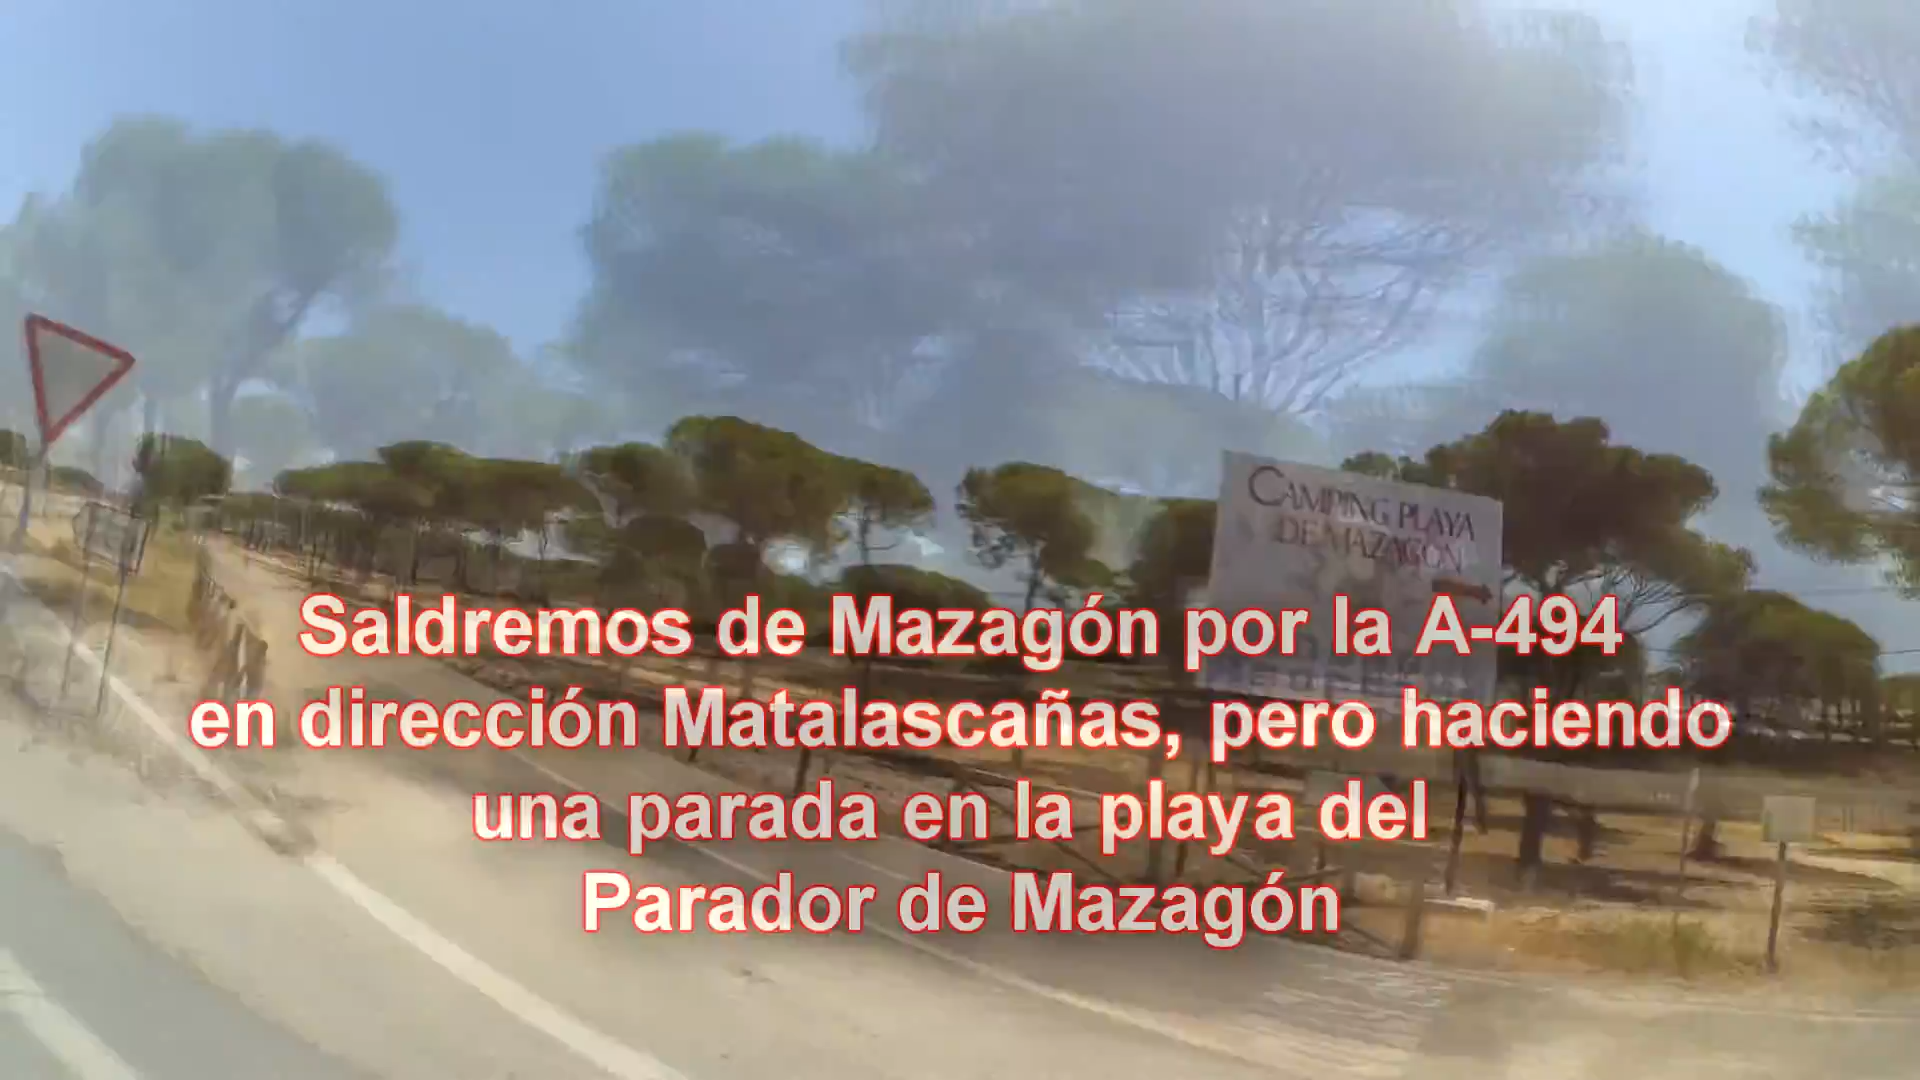 CAMPING PLAYA
DE MAZAGÓN
Saldremos de Mazagón por la A-494
en dirección Matalascañas, pero haciendo
una parada en la playa del
Parador de Mazagón